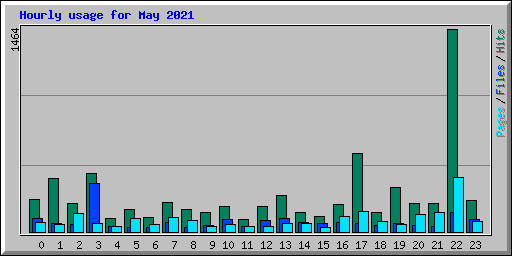 Hourly usage for May 2021
1464
Pages/Files/Hits
0 1 2 3 4 5 6 7 8 9 10 11 12 13 14 15 16 17 18 19 20 21 22 23